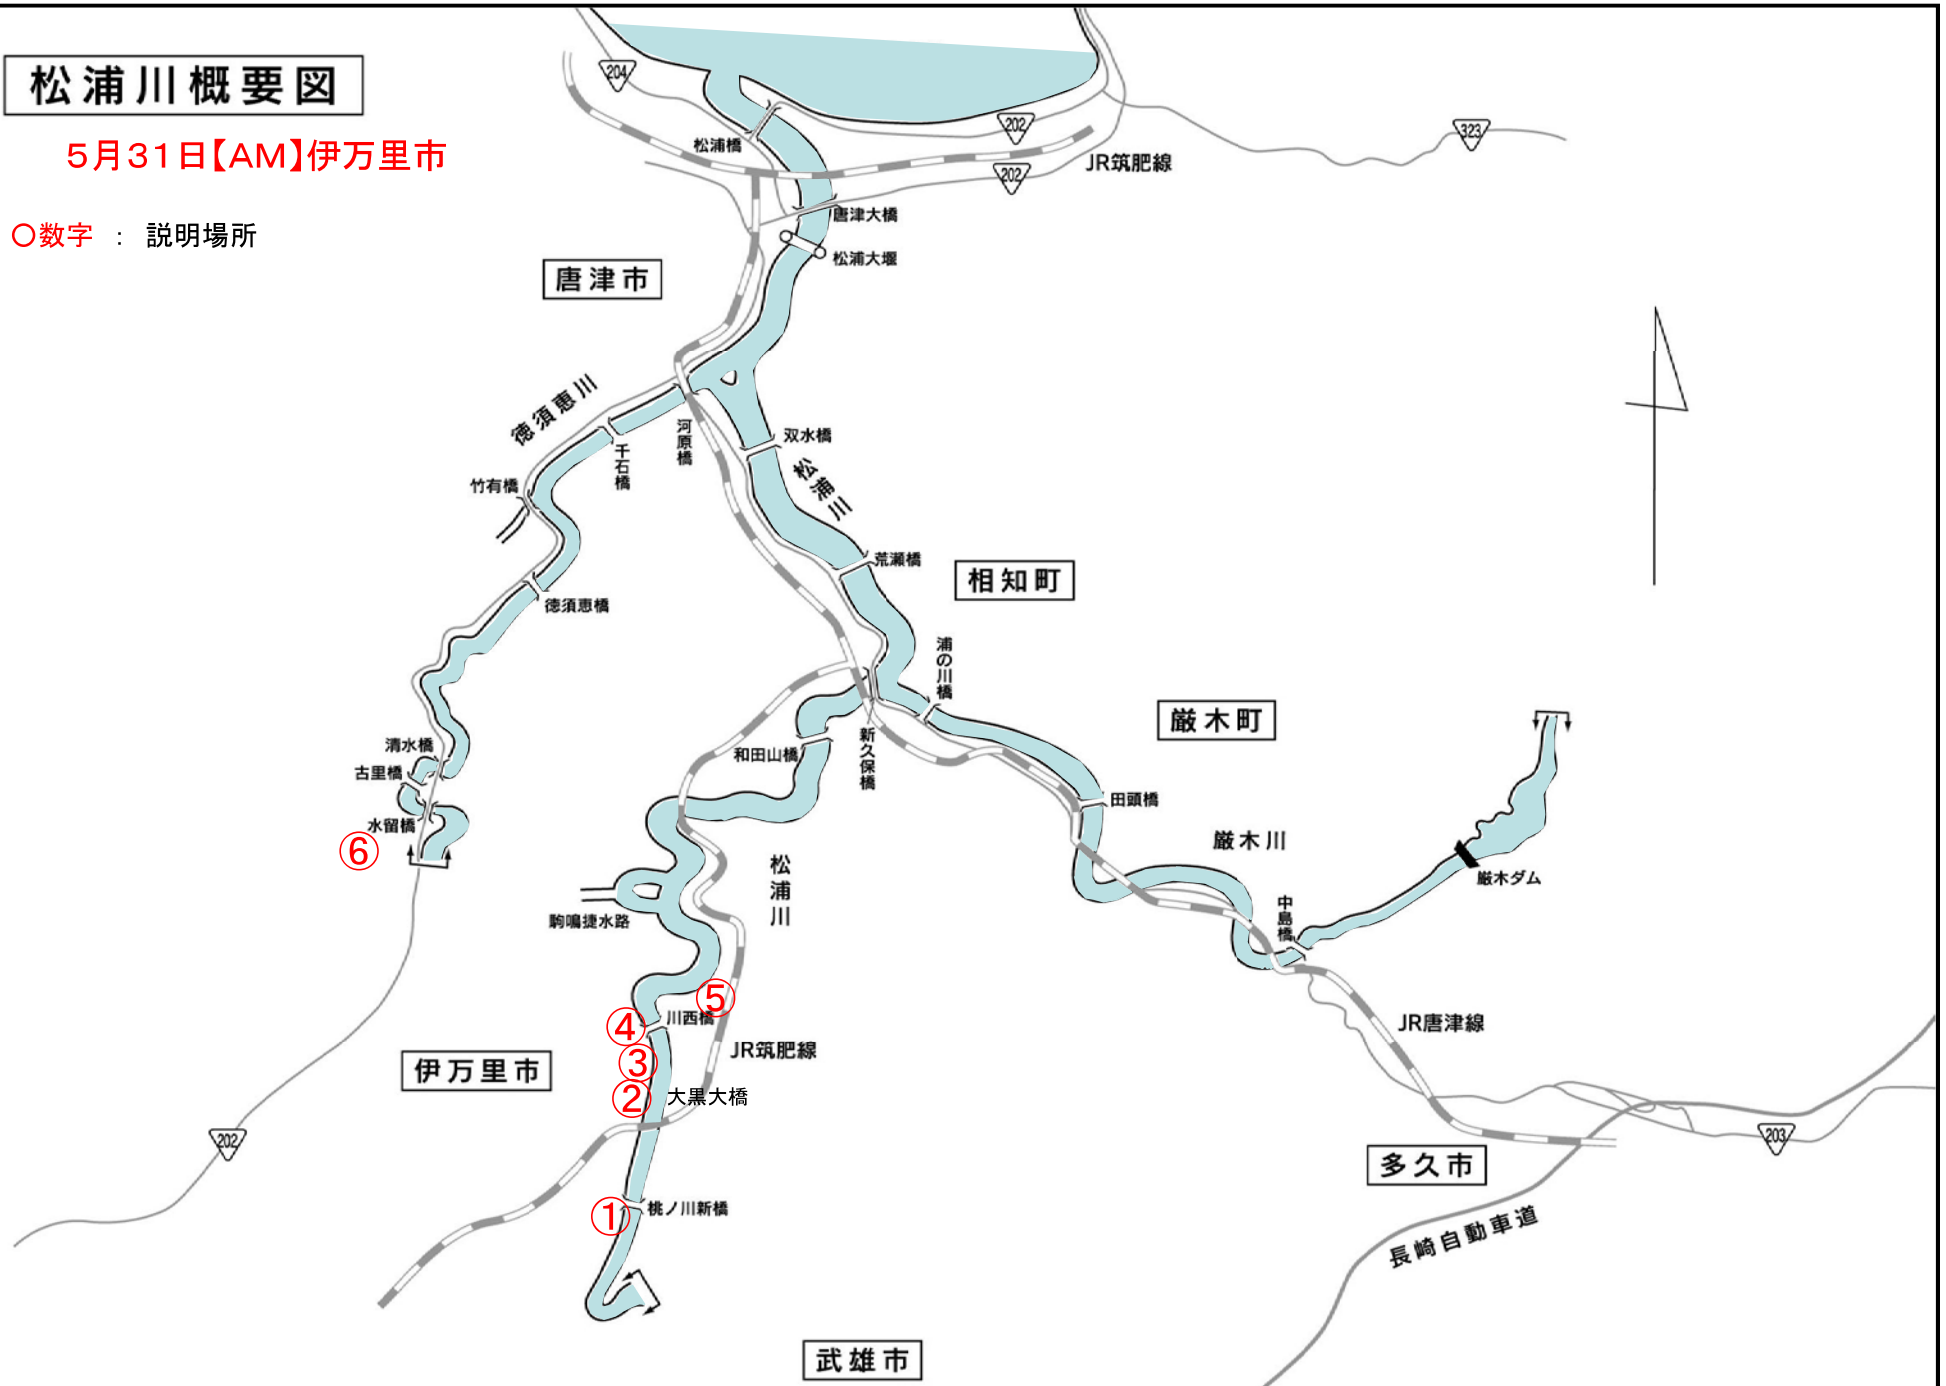 松浦川概要図
5月31日【AM】伊万里市
〇数字 ： 説明場所
204
松浦橋
202
323
202
JR筑肥線
唐津大橋
松浦大堰
唐津市
徳須恵川
河原橋
千石橋
双水橋
松浦川
竹有橋
荒瀬橋
相知町
徳須恵橋
浦の川橋
厳木町
清水橋
古里橋
水留橋
⑥
和田山橋
新久保橋
田頭橋
厳木川
厳木ダム
松浦川
駒鳴捷水路
中島橋
⑤
④
川西橋
③
JR筑肥線
JR唐津線
伊万里市
②
大黒大橋
202
203
多久市
①
桃ノ川新橋
長崎自動車道
武雄市